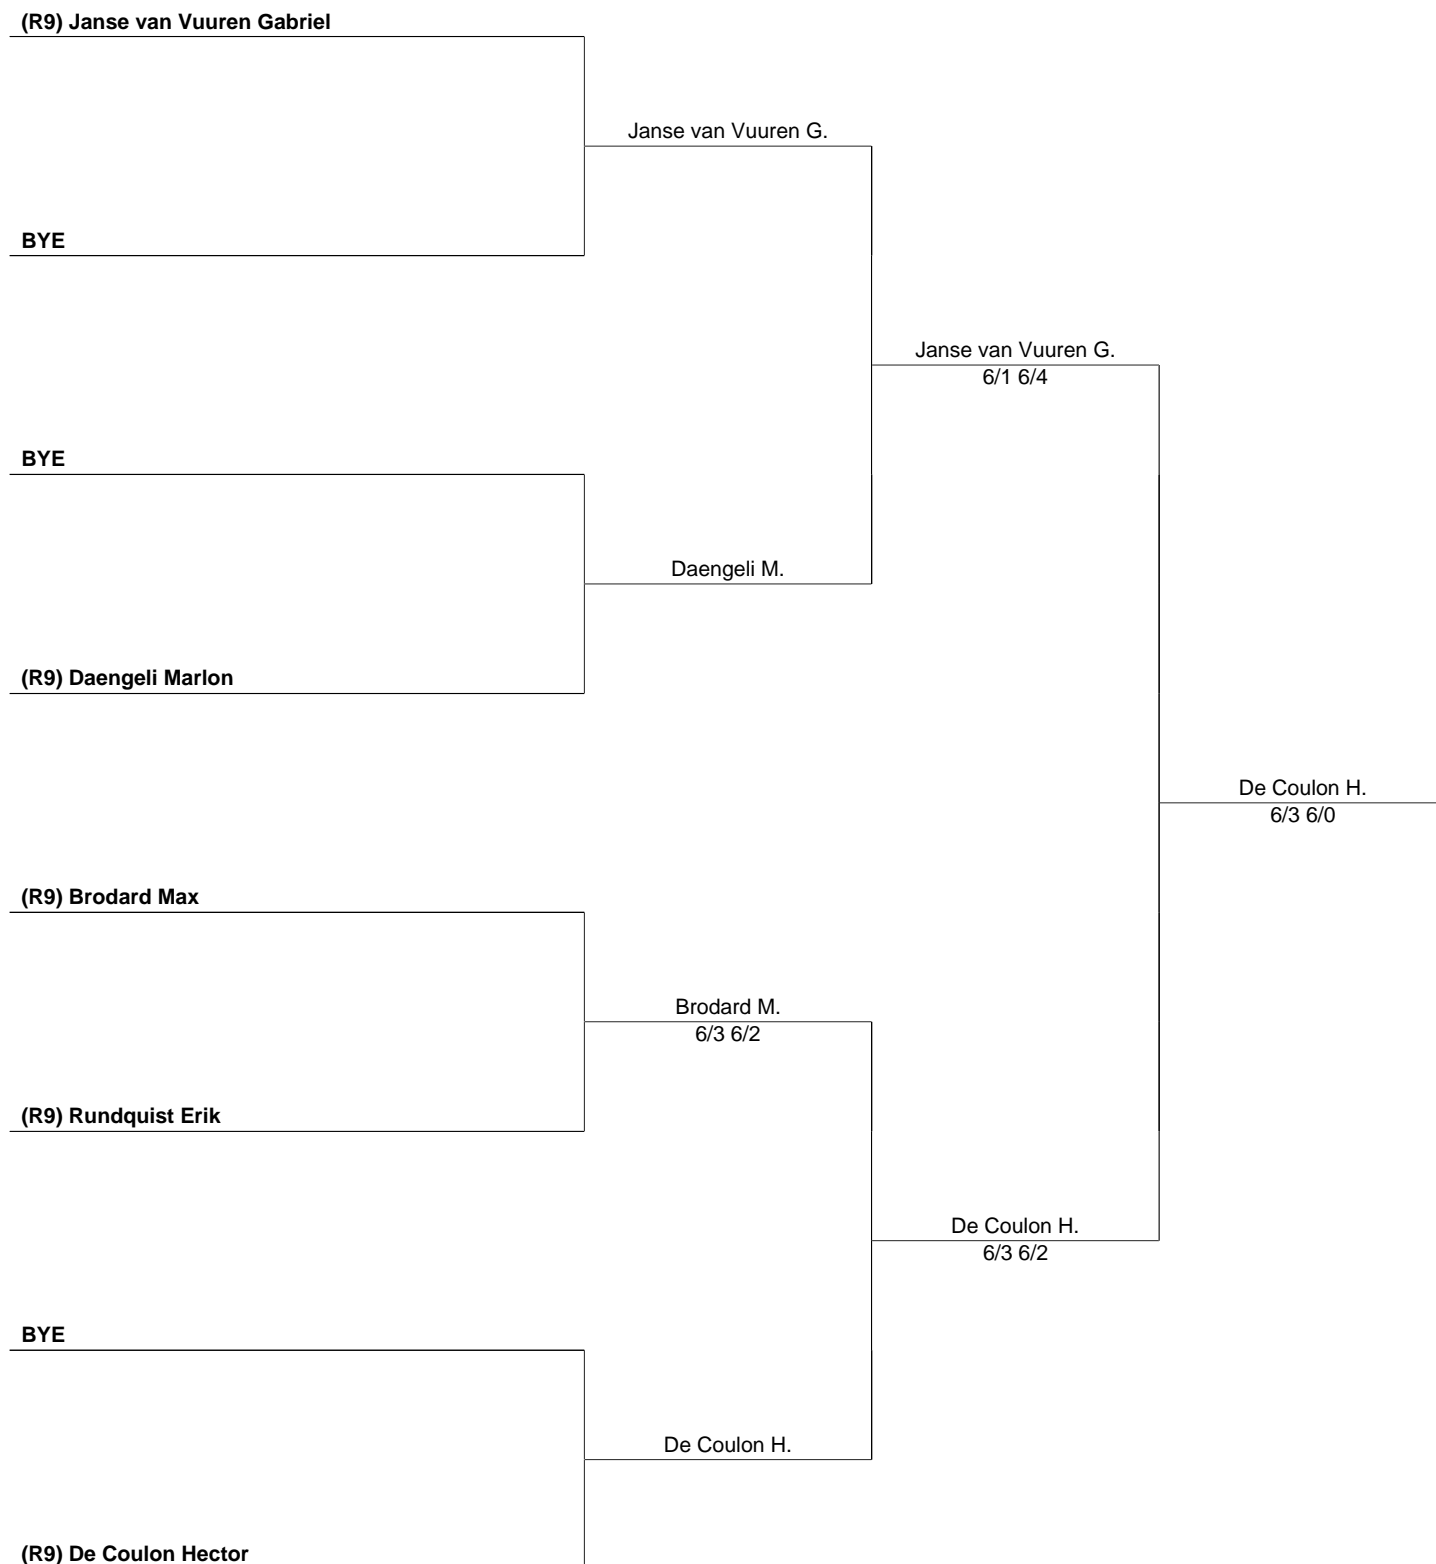 (R9) Janse van Vuuren Gabriel
Janse van Vuuren G.
BYE
Janse van Vuuren G.
6/1 6/4
BYE
Daengeli M.
(R9) Daengeli Marlon
De Coulon H.
6/3 6/0
(R9) Brodard Max
Brodard M.
6/3 6/2
(R9) Rundquist Erik
De Coulon H.
6/3 6/2
BYE
De Coulon H.
(R9) De Coulon Hector